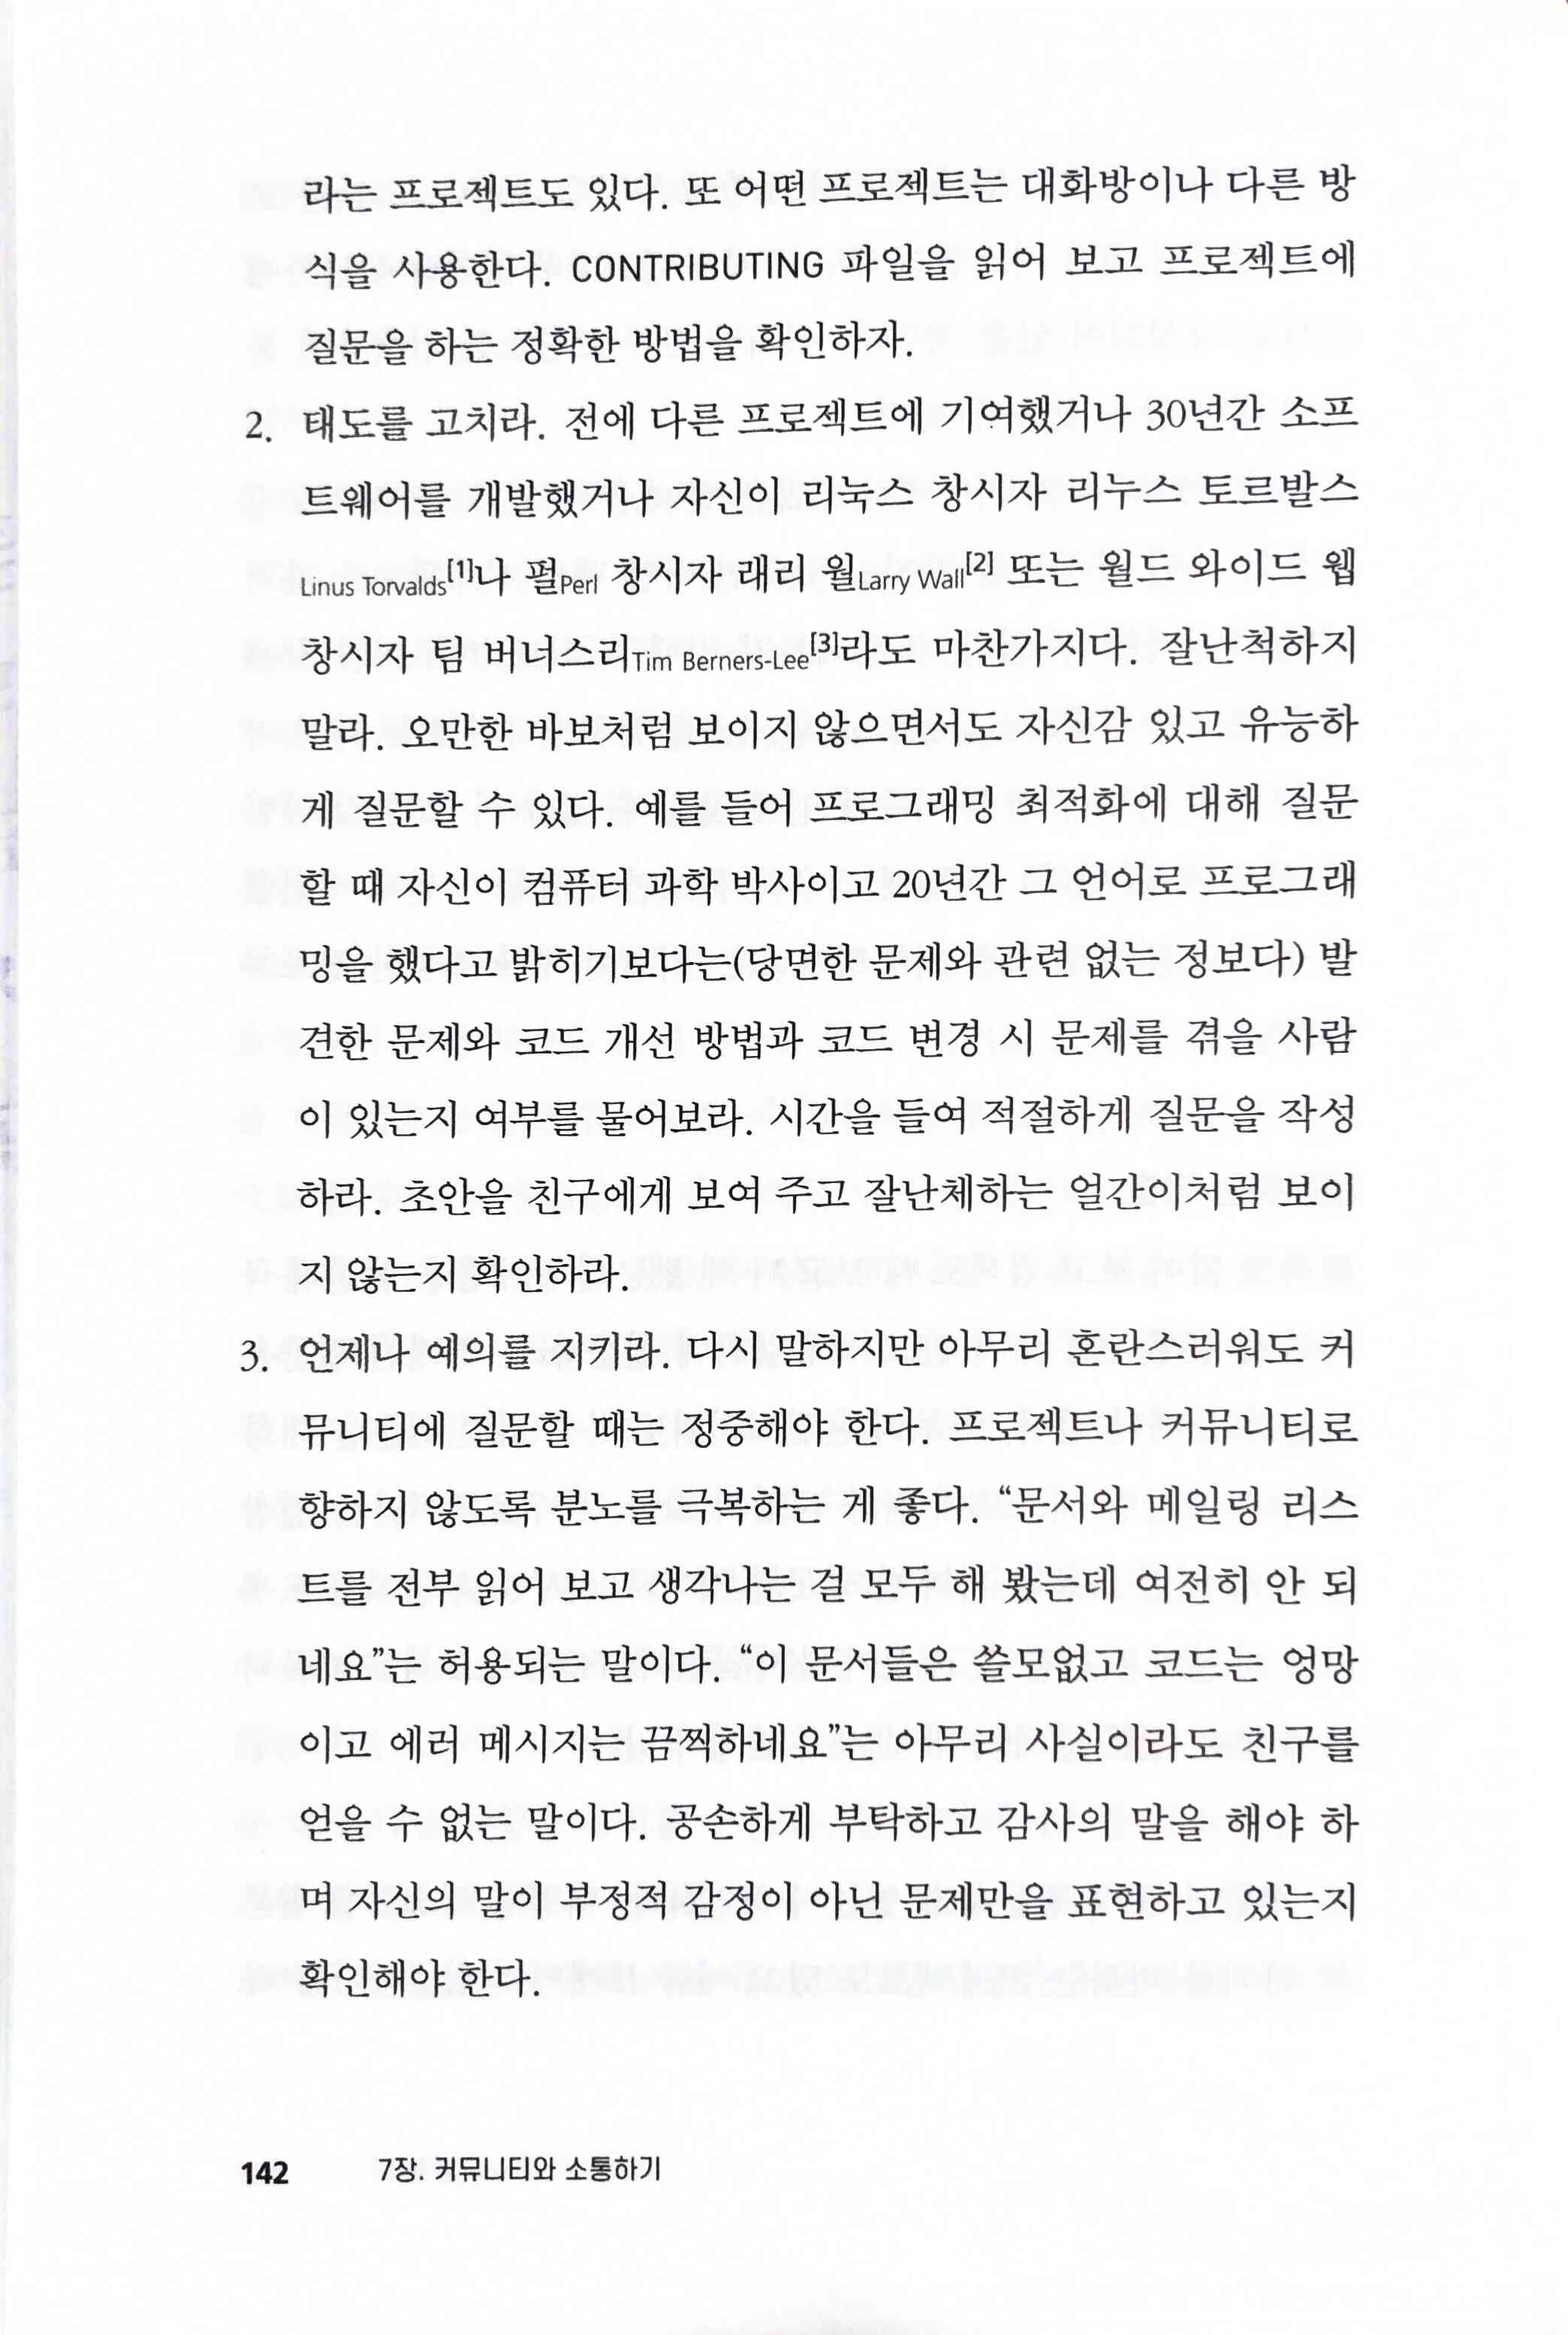 라는 프로젝트도 있다. 또 어떤 프로젝트는 대화방이나 다른 방
식을 사용한다. CONTRIBUTING 파일을 읽어 보고 프로젝트에
질문을 하는 정확한 방법을 확인하자.
2. 태도를 고치라. 전에 다른 프로젝트에 기여했거나 30년간 소프
트웨어를 개발했거나 자신이 리눅스 창시자 리누스 토르발스
Linus Torvalds[1]나 펄Perl 창시자 래리 월Larry Wall[2] 또는 월드 와이드 웹
창시자 팀 버너스리Tim Berners-Lee[3]라도 마찬가지다. 잘난척하지
말라. 오만한 바보처럼 보이지 않으면서도 자신감 있고 유능하
게 질문할 수 있다. 예를 들어 프로그래밍 최적화에 대해 질문
할 때 자신이 컴퓨터 과학 박사이고 20년간 그 언어로 프로그래
밍을 했다고 밝히기보다는(당면한 문제와 관련 없는 정보다) 발
견한 문제와 코드 개선 방법과 코드 변경 시 문제를 겪을 사람
이 있는지 여부를 물어보라. 시간을 들여 적절하게 질문을 작성
하라. 초안을 친구에게 보여 주고 잘난체하는 얼간이처럼 보이
지 않는지 확인하라.
3. 언제나 예의를 지키라. 다시 말하지만 아무리 혼란스러워도 커
뮤니티에 질문할 때는 정중해야 한다. 프로젝트나 커뮤니티로
향하지 않도록 분노를 극복하는 게 좋다. “문서와 메일링 리스
트를 전부 읽어 보고 생각나는 걸 모두 해 봤는데 여전히 안 되
네요”는 허용되는 말이다. “이 문서들은 쓸모없고 코드는 엉망
이고 에러 메시지는 끔찍하네요”는 아무리 사실이라도 친구를
얻을 수 없는 말이다. 공손하게 부탁하고 감사의 말을 해야 하
며 자신의 말이 부정적 감정이 아닌 문제만을 표현하고 있는지
확인해야 한다.
142 7장. 커뮤니티와 소통하기